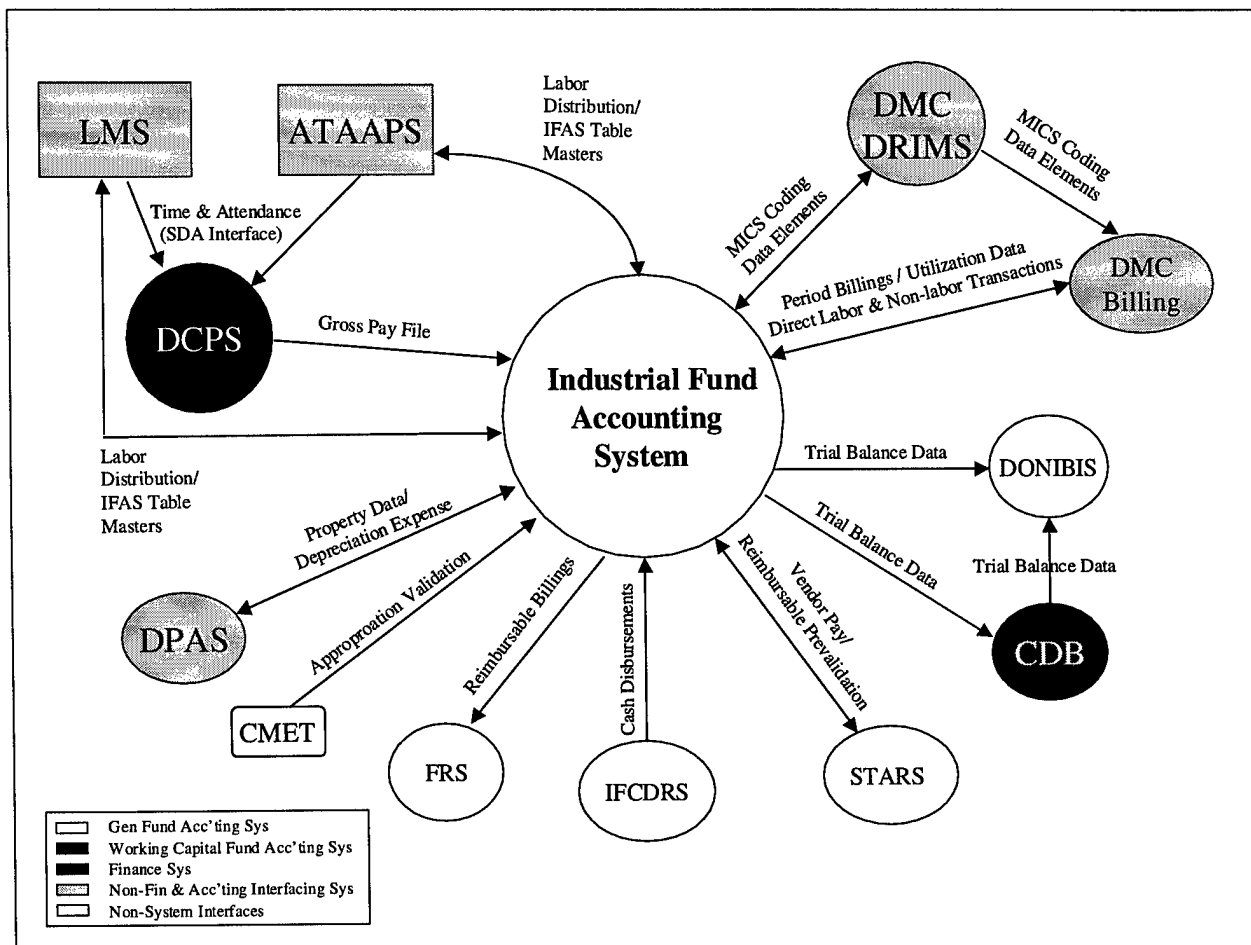 LMS
ATAAPS
Labor
Distribution/
IFAS Table
Masters
DMC
DRIMS
MICS Coding
Data Elements
Time & Attendance
(SDA Interface)
MICS Coding
Data Elements
DMC
Billing
Period Billings / Utilization Data
Direct Labor & Non-labor Transactions
DCPS
Gross Pay File
Industrial Fund
Accounting
System
Labor
Distribution/
IFAS Table
Masters
Trial Balance Data
DONIBIS
Property Data/
Depreciation Expense
Trial Balance Data
Trial Balance Data
Approproation Validation
Reimbursable Billings
Cash Disbursements
Vendor Pay/
Reimbursable Prevalidation
DPAS
CDB
CMET
FRS
IFCDRS
STARS
Gen Fund Acc'ting Sys
Working Capital Fund Acc'ting Sys
Finance Sys
Non-Fin & Acc'ting Interfacing Sys
Non-System Interfaces